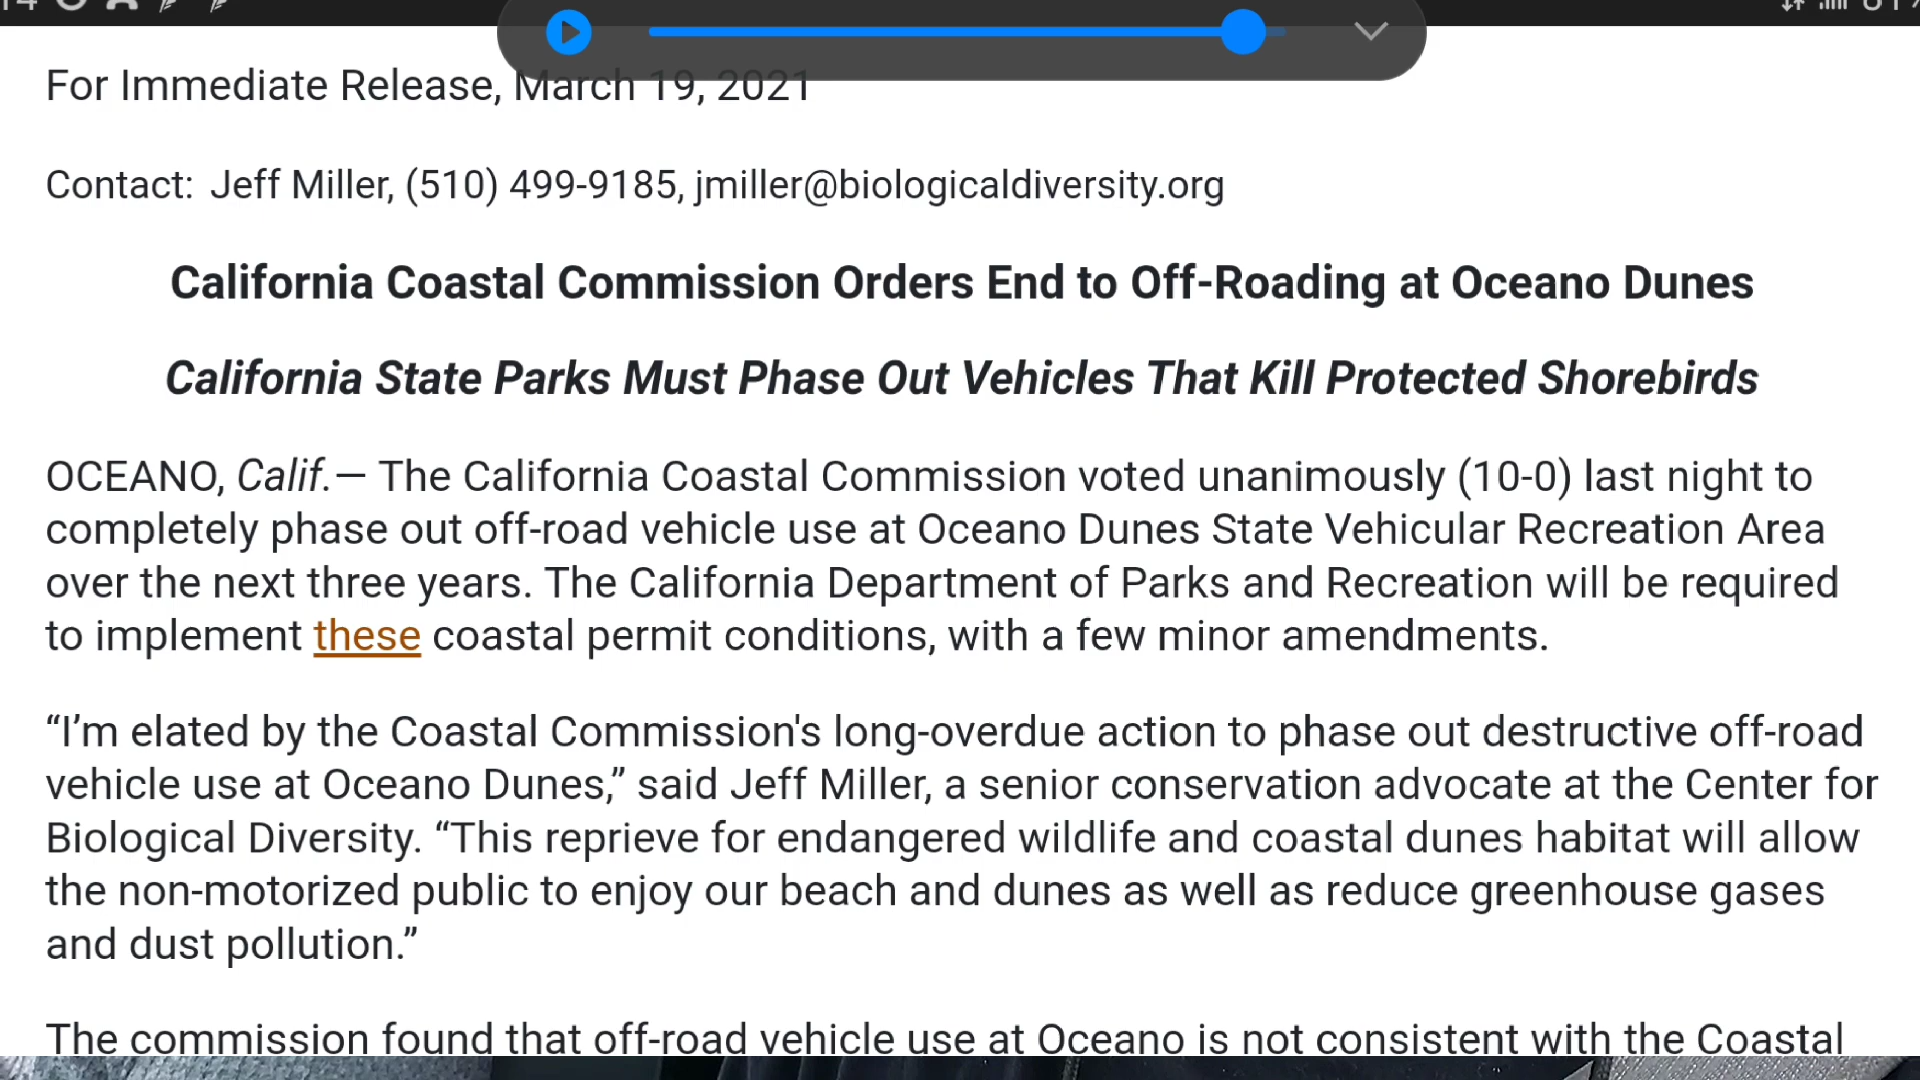 For Immediate Release, March 19, 2021
Contact: Jeff Miller, (510) 499-9185, jmiller@biologicaldiversity.org
California Coastal Commission Orders End to Off-Roading at Oceano Dunes
California State Parks Must Phase Out Vehicles That Kill Protected Shorebirds
OCEANO, Calif.— The California Coastal Commission voted unanimously (10-0) last night to
completely phase out off-road vehicle use at Oceano Dunes State Vehicular Recreation Area
over the next three years. The California Department of Parks and Recreation will be required
to implement these coastal permit conditions, with a few minor amendments.
“I’m elated by the Coastal Commission's long-overdue action to phase out destructive off-road
vehicle use at Oceano Dunes,” said Jeff Miller, a senior conservation advocate at the Center for
Biological Diversity. “This reprieve for endangered wildlife and coastal dunes habitat will allow
the non-motorized public to enjoy our beach and dunes as well as reduce greenhouse gases
and dust pollution.”
The commission found that off-road vehicle use at Oceano is not consistent with the Coastal